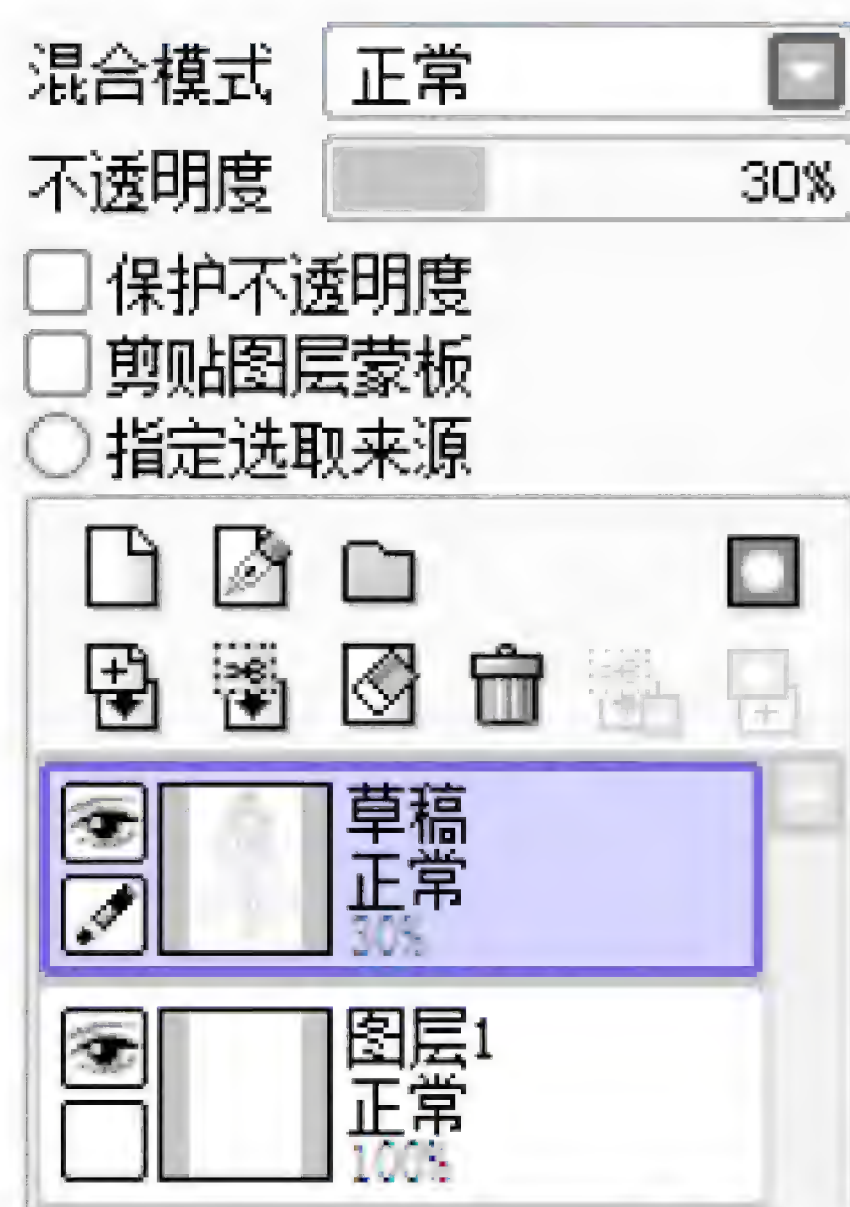 混合模式 正常
不透明度 30%
保护不透明度
剪贴图层蒙板
指定选取来源
草稿
正常
30%
图层1
正常
100%